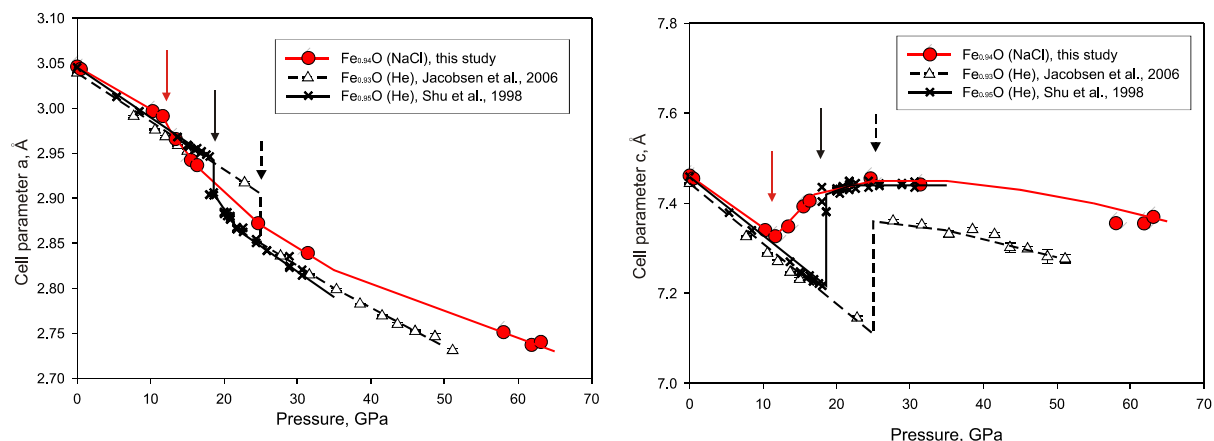 3.10
3.05
3.00
2.95
2.90
2.85
2.80
2.75
2.70
Cell parameter a, Å
Fe0.94O (NaCl), this study
Fe0.93O (He), Jacobsen et al., 2006
Fe0.95O (He), Shu et al., 1998
0 10 20 30 40 50 60 70
Pressure, GPa
7.8
7.6
7.4
7.2
7.0
Cell parameter c, Å
Fe0.94O (NaCl), this study
Fe0.93O (He), Jacobsen et al., 2006
Fe0.95O (He), Shu et al., 1998
0 10 20 30 40 50 60 70
Pressure, GPa